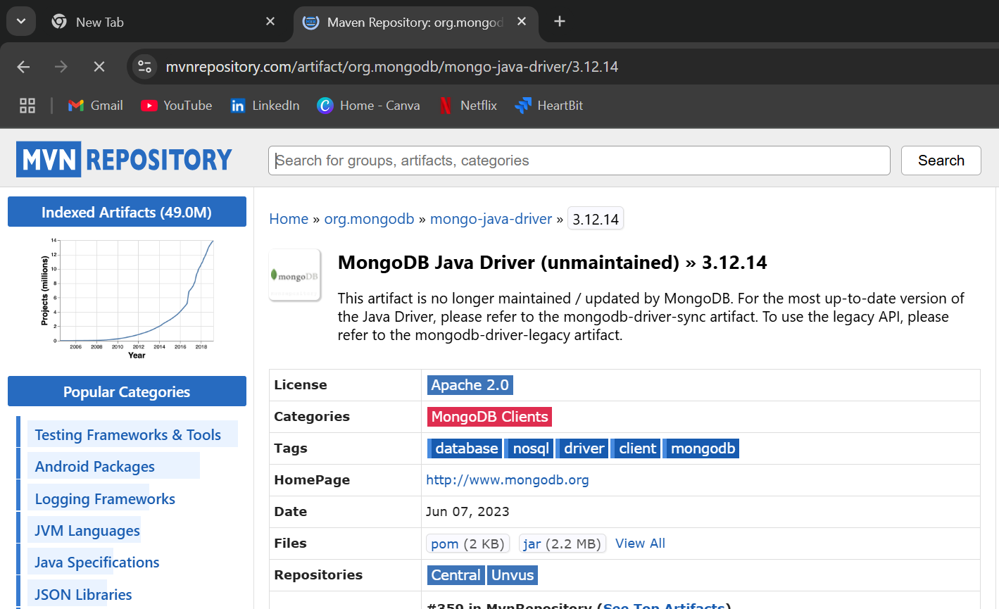 New Tab
Maven Repository: org.mongod
mvnrepository.com/artifact/org.mongodb/mongo-java-driver/3.12.14
Gmail
YouTube
LinkedIn
Home - Canva
Netflix
HeartBit
MVN REPOSITORY
Search for groups, artifacts, categories
Search
Indexed Artifacts (49.0M)
Projects (millions)
14
12
10
8
6
4
2
0
2006 2008 2010 2012 2014 2016 2018
Year
Popular Categories
Testing Frameworks & Tools
Android Packages
Logging Frameworks
JVM Languages
Java Specifications
JSON Libraries
Home » org.mongodb » mongo-java-driver » 3.12.14
mongoDB
MongoDB Java Driver (unmaintained) » 3.12.14
This artifact is no longer maintained / updated by MongoDB. For the most up-to-date version of
the Java Driver, please refer to the mongodb-driver-sync artifact. To use the legacy API, please
refer to the mongodb-driver-legacy artifact.
License Apache 2.0
Categories MongoDB Clients
Tags database nosql driver client mongodb
HomePage http://www.mongodb.org
Date Jun 07, 2023
Files pom (2 KB) jar (2.2 MB) View All
Repositories Central Unvus
#359 in MvnRepository (See Top Artifacts)